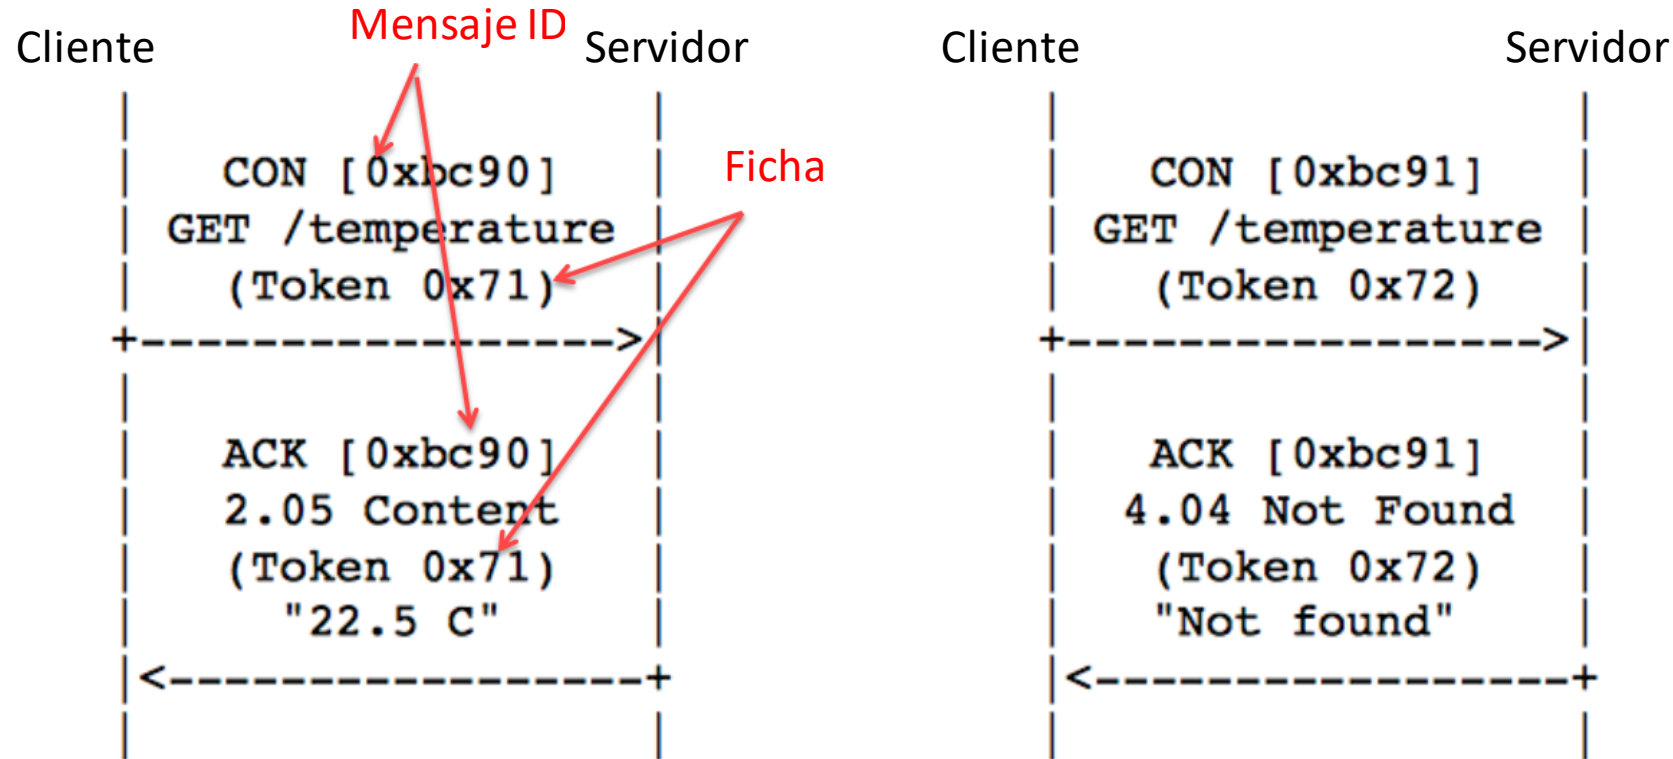 Cliente
Mensaje ID
Servidor
CON [0xbc90]
Ficha
GET /temperature
(Token 0x71)
+------------------>
ACK [0xbc90]
2.05 Content
(Token 0x71)
"22.5 C"
<------------------+
Cliente
Servidor
CON [0xbc91]
GET /temperature
(Token 0x72)
+------------------>
ACK [0xbc91]
4.04 Not Found
(Token 0x72)
"Not found"
<------------------+